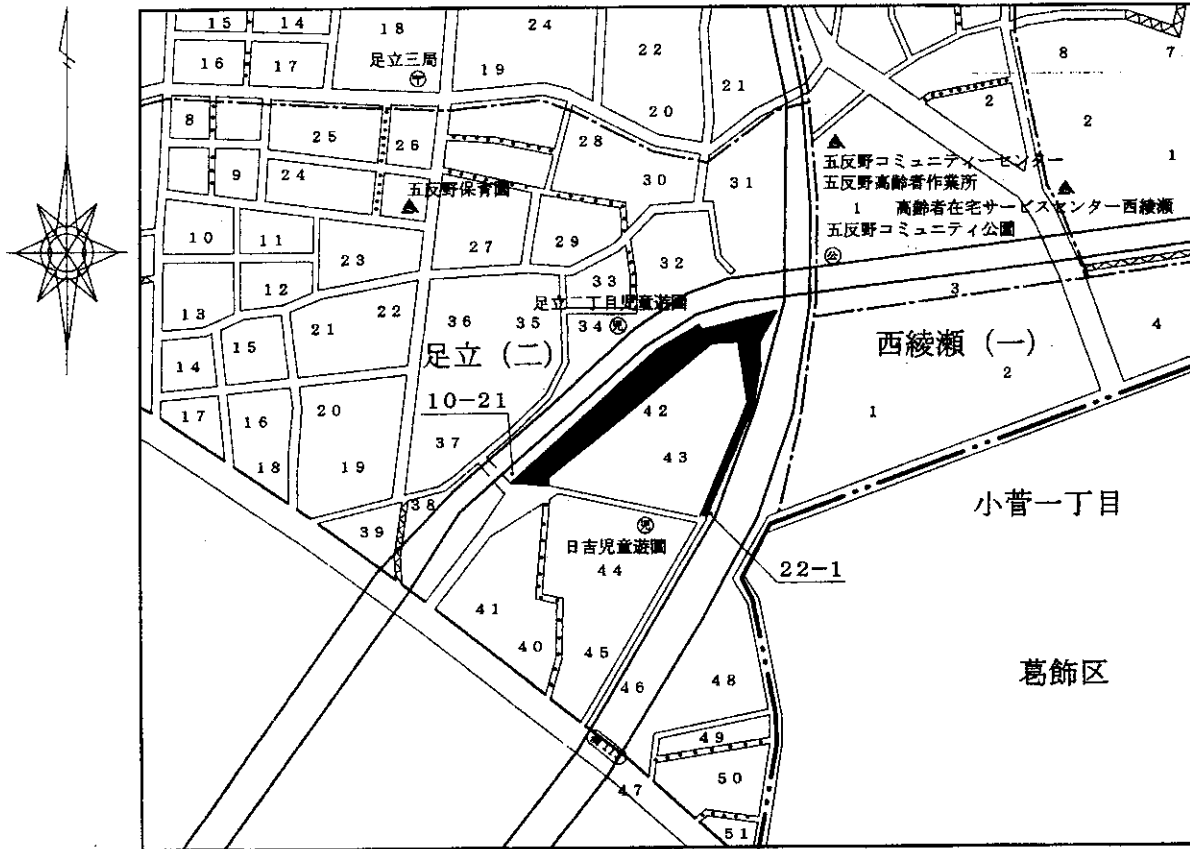 15 14 18 24 22 8 7
16 17 足立三局 19 21
〒
20 2 2
8 25 26 28
五反野コミュニティーセンター 1
9 24 30 31 五反野高齢者作業所
五反野保育園 1 高齢者在宅サービスセンター西綾瀬
五反野コミュニティ公園
10 11 27 29 32 公
23
12 33 3
足立二丁目児童遊園
13 22 36 35 34 児 4
21 西綾瀬(一)
15 足立(二) 2
14
10-21 42 1
17 16 20
37 43
18 19
小菅一丁目
38
39 児
日吉児童遊園
44 22-1
41
40 45 葛飾区
46 48
49
50
47
51